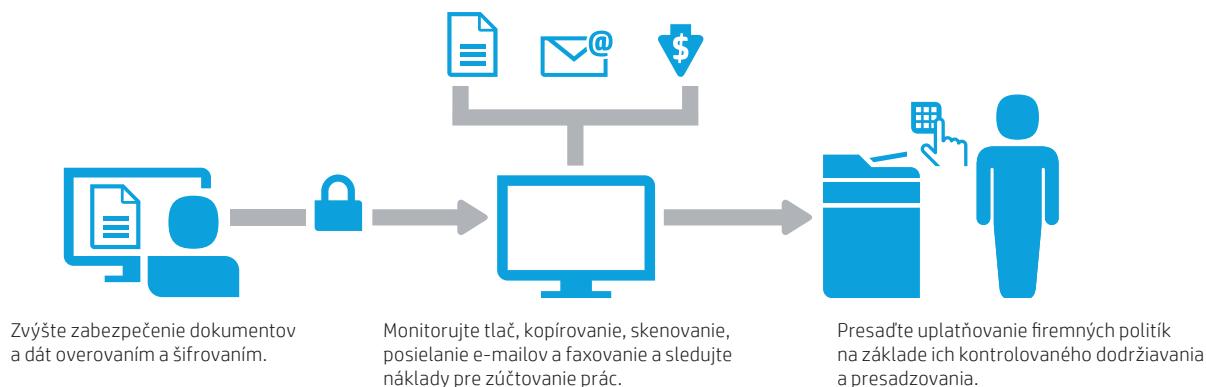 @
$
Zvýšte zabezpečenie dokumentov
a dát overovaním a šifrovaním.
Monitorujte tlač, kopírovanie, skenovanie,
posielanie e-mailov a faxovanie a sledujte
náklady pre zúčtovanie prác.
Presaďte uplatňovanie firemných politík
na základe ich kontrolovaného dodržiavania
a presadzovania.